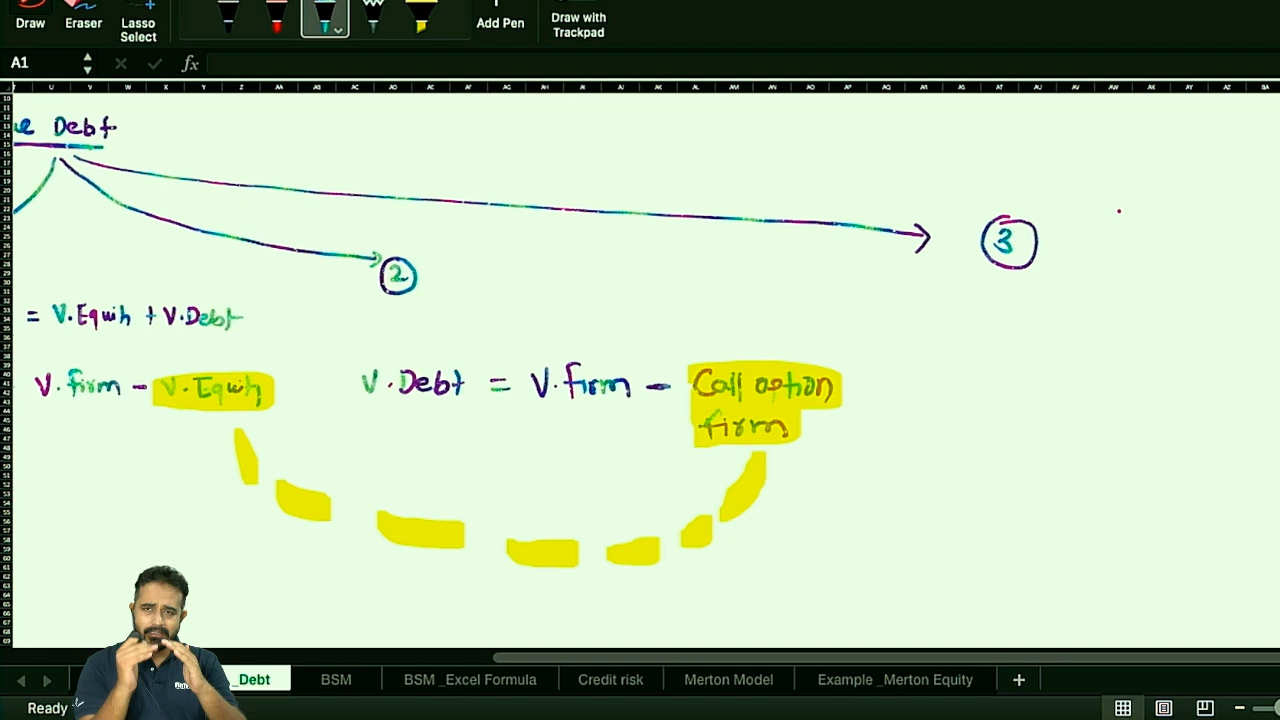 Draw
Eraser
Lasso
Select
Add Pen
Draw with
Trackpad
A1
fx
Debt
3
2
= V.Equity + V.Debt
V.firm - V.Equity
V.Debt = V.firm - Call option
firm
_Debt
BSM
BSM _Excel Formula
Credit risk
Merton Model
Example _Merton Equity
+
Ready